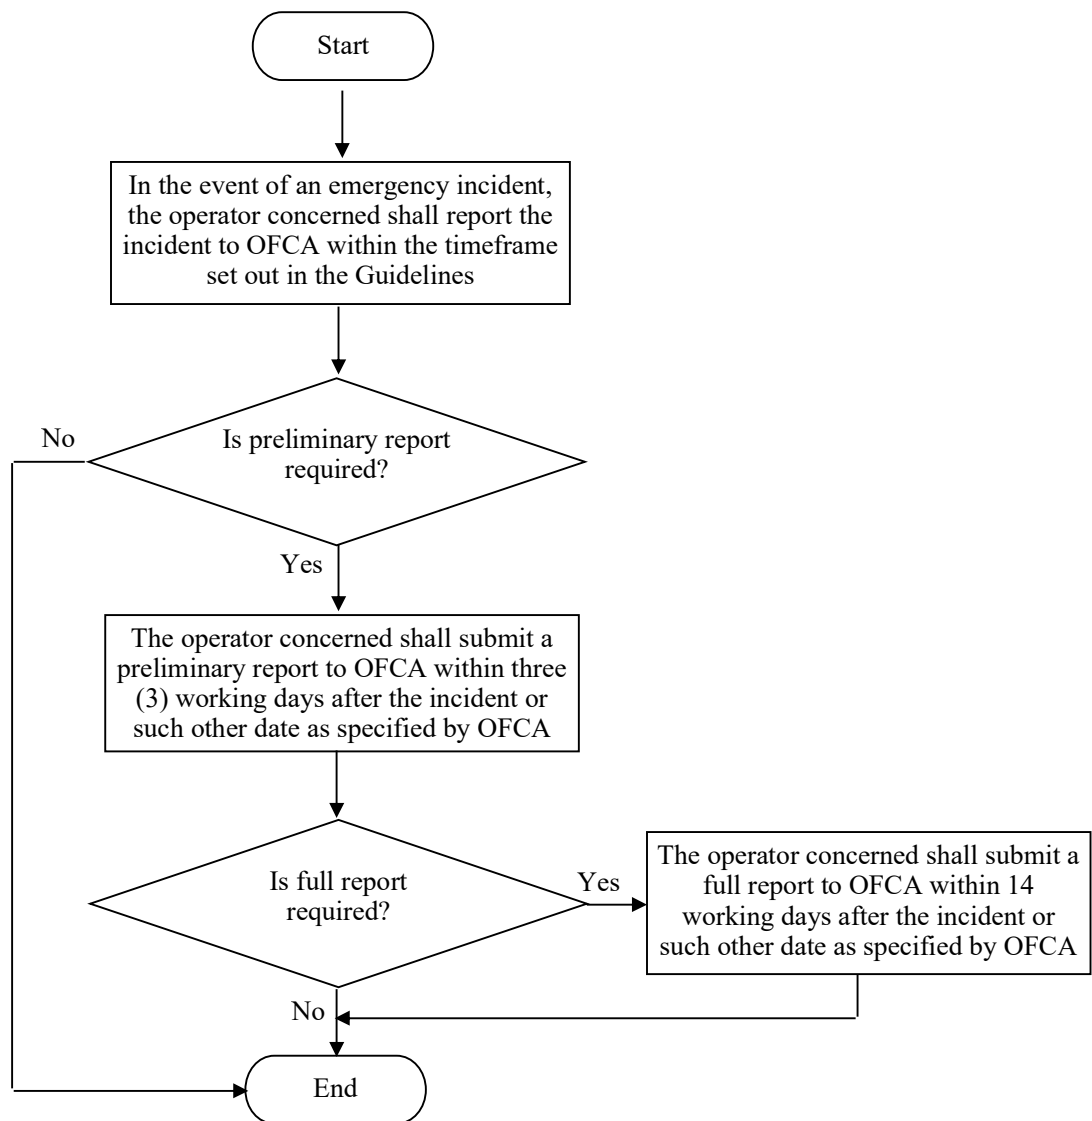 Start
In the event of an emergency incident,
the operator concerned shall report the
incident to OFCA within the timeframe
set out in the Guidelines
No
Is preliminary report
required?
Yes
The operator concerned shall submit a
preliminary report to OFCA within three
(3) working days after the incident or
such other date as specified by OFCA
Is full report
required?
Yes
The operator concerned shall submit a
full report to OFCA within 14
working days after the incident or
such other date as specified by OFCA
No
End